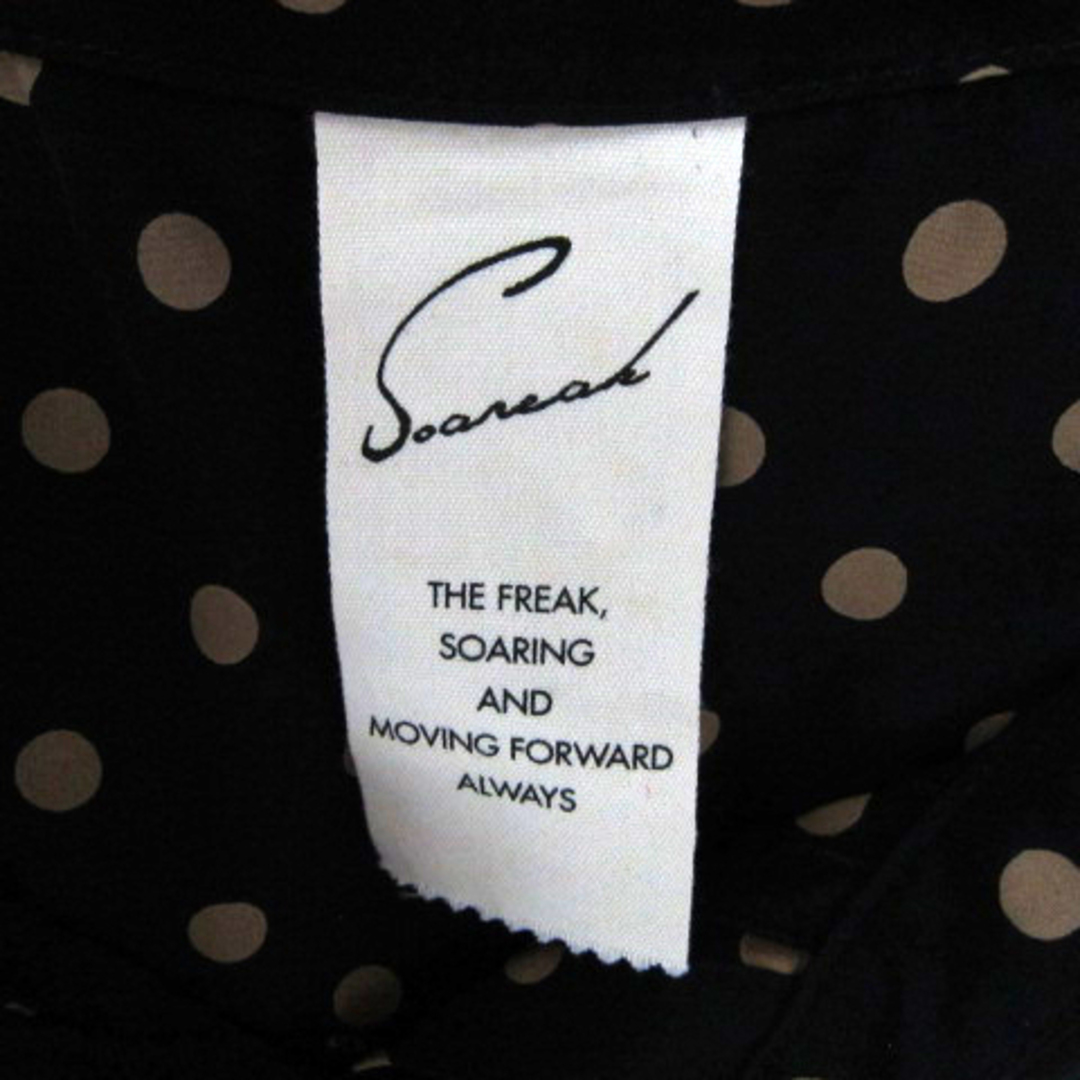 Soareak
THE FREAK,
SOARING
AND
MOVING FORWARD
ALWAYS